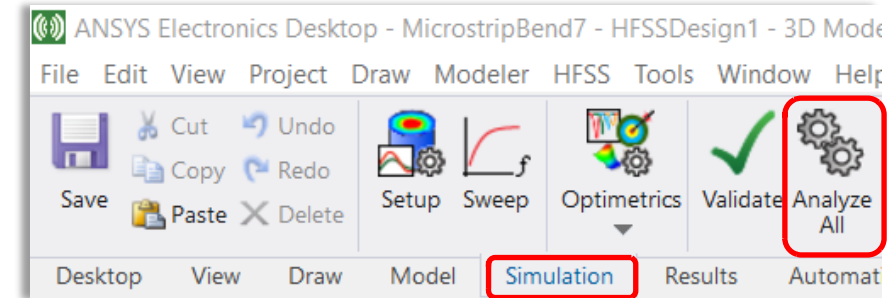 ANSYS Electronics Desktop - MicrostripBend7 - HFSSDesign1 - 3D Mode
File Edit View Project Draw Modeler HFSS Tools Window Help
Save
Cut
Copy
Paste
Undo
Redo
Delete
Setup
Sweep
f
Optimetrics
Validate
Analyze
All
Desktop View Draw Model Simulation Results Automat